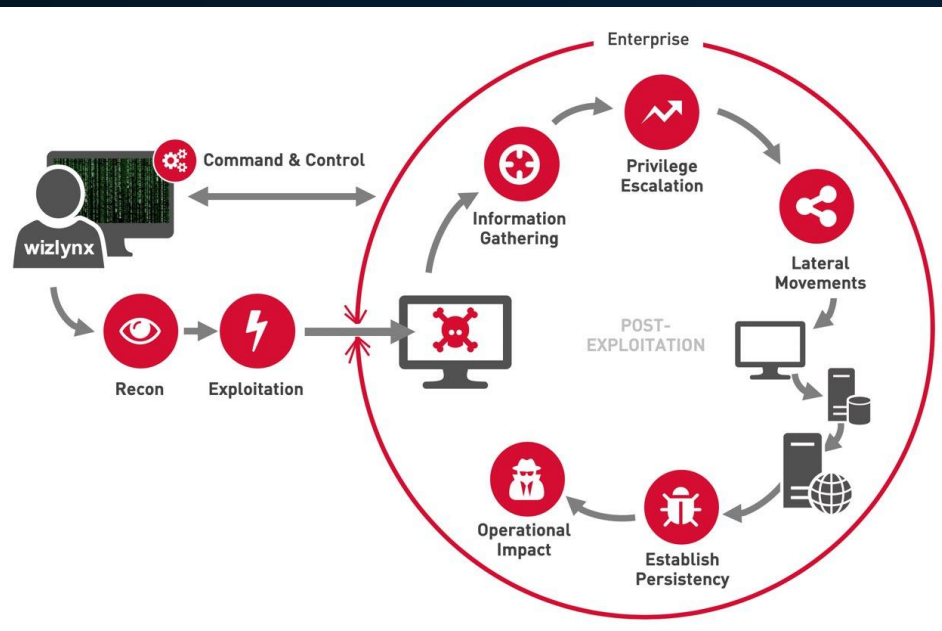 Enterprise
Command & Control
Privilege
Escalation
Information
Gathering
wizlynx
Lateral
Movements
POST-
EXPLOITATION
Recon
Exploitation
Operational
Impact
Establish
Persistency